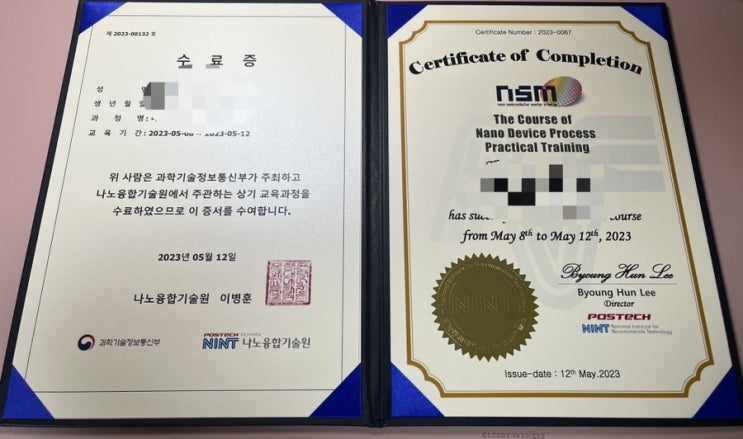 제 2023-00132 호
수 료 증
성
생 년 월 일
과 정 명:
교 육 기 간: 2023-05-08 ~ 2023-05-12
위 사람은 과학기술정보통신부가 주최하고
나노융합기술원에서 주관하는 상기 교육과정을
수료하였으므로 이 증서를 수여합니다.
2023년 05월 12일
나노융합기술원 이병훈
과학기술정보통신부
POSTECH
NINT 나노융합기술원
Certificate Number : 2023-0067
Certificate of Completion
nsm
nano semiconductor master program
The Course of
Nano Device Process
Practical Training
has course
from May 8th to May 12th, 2023
Byoung Hun Lee
Byoung Hun Lee
Director
POSTECH
NINT National Institute for
Nanomaterials Technology
NINT
Issue-date : 12th May.2023